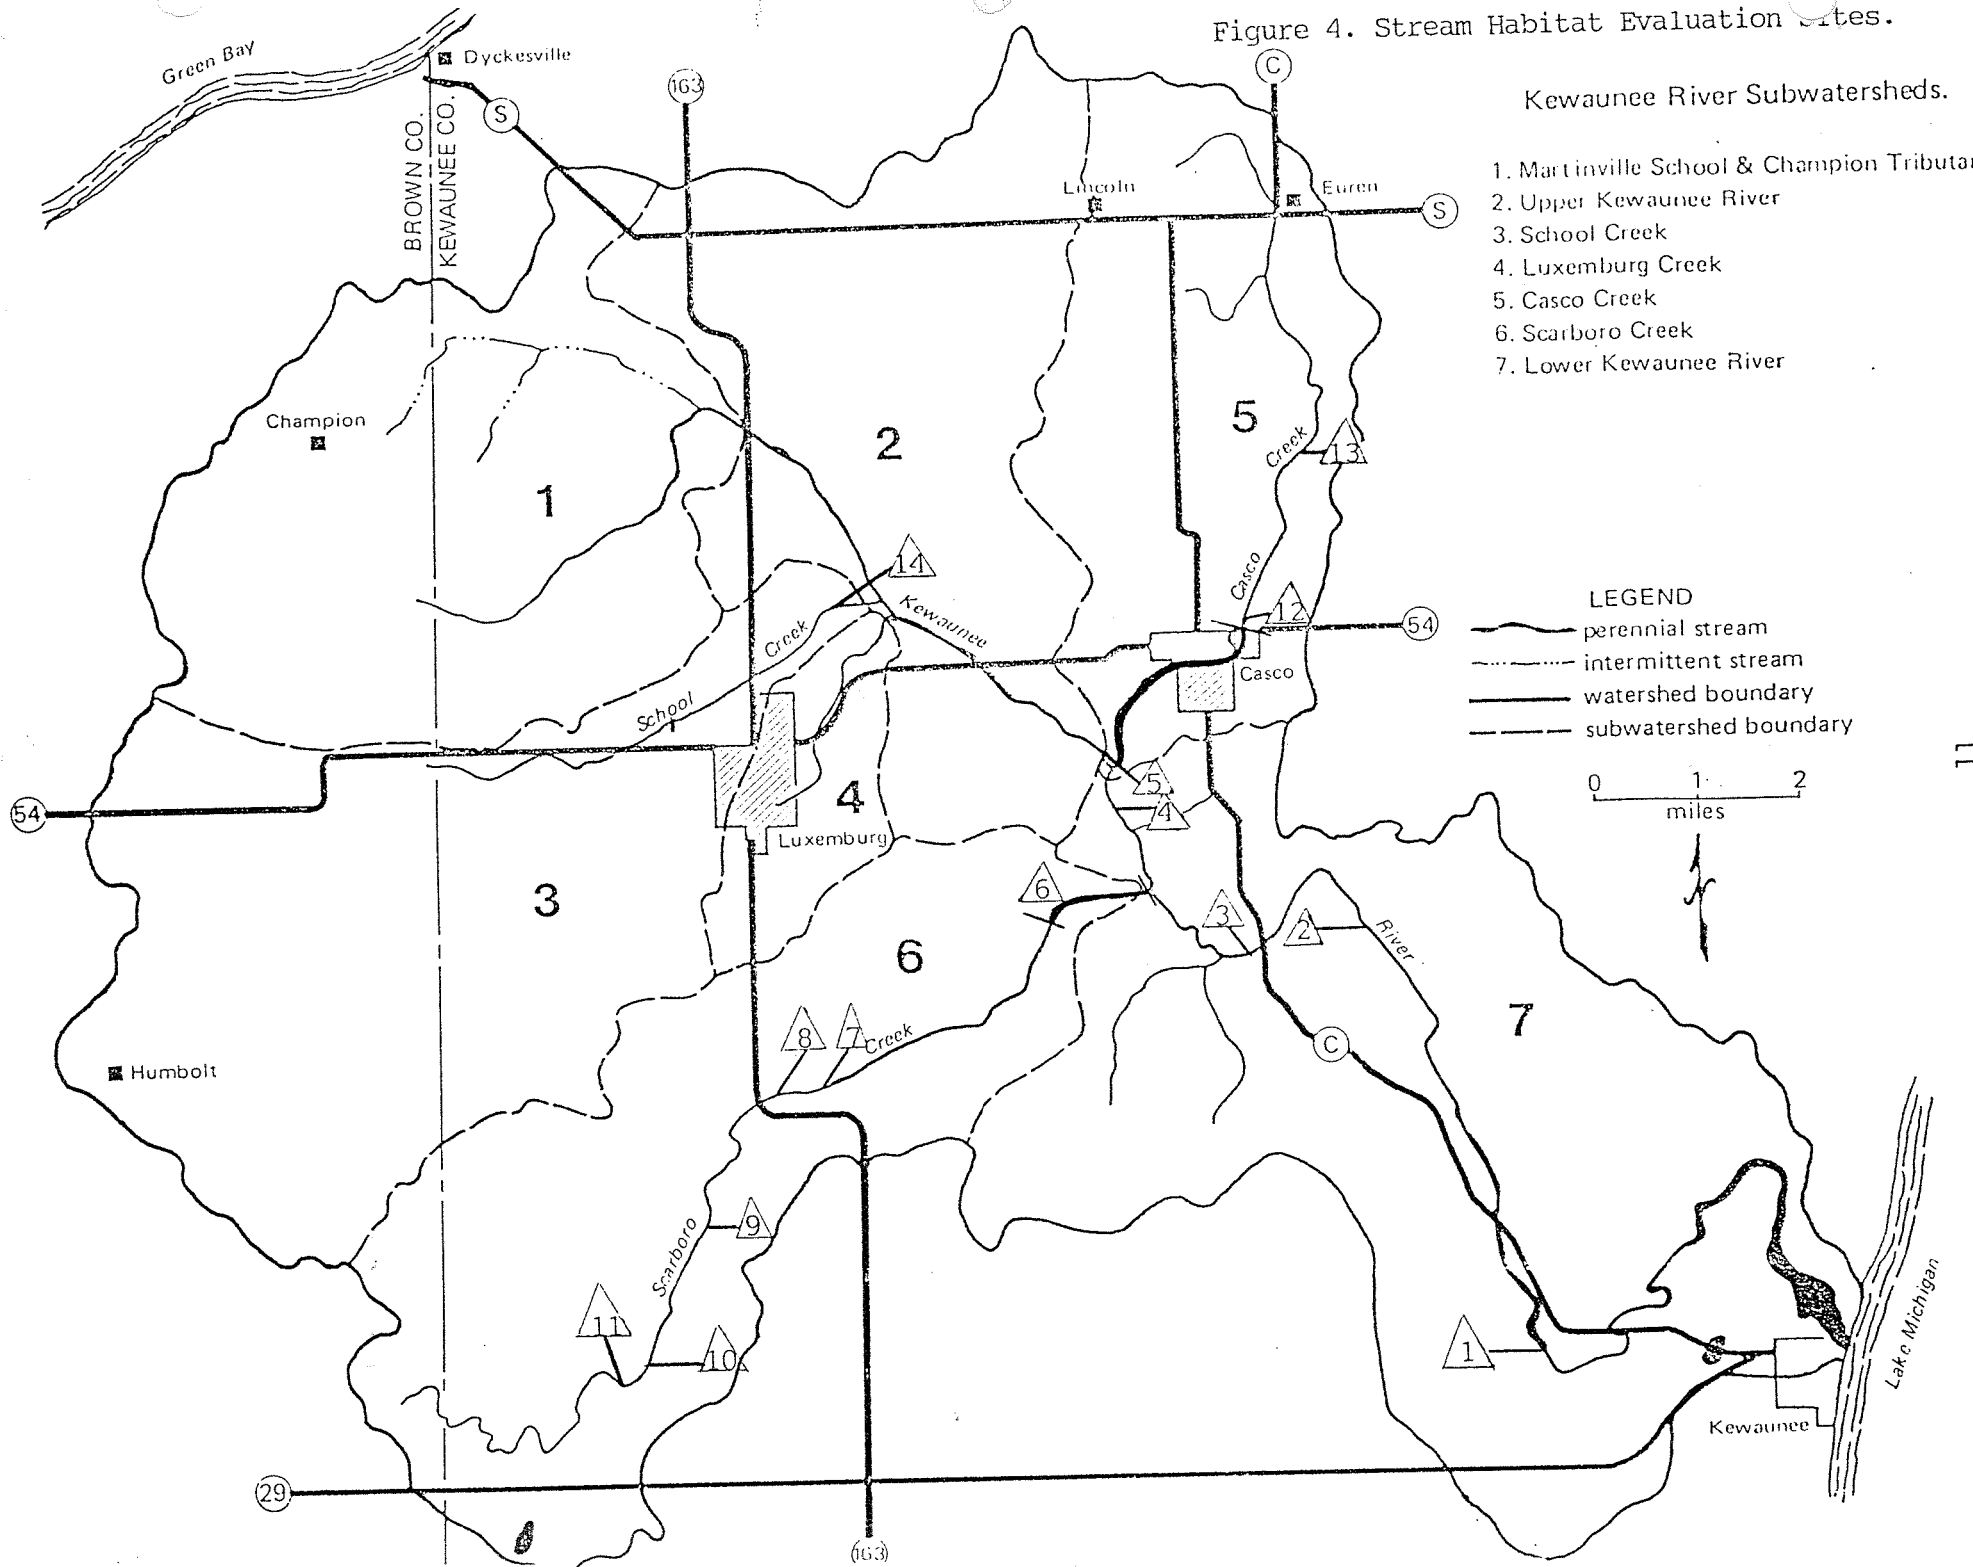 Figure 4. Stream Habitat Evaluation
Kewaunee River Subwatersheds.
1. Martinville School & Champion
2. Upper Kewaunee River
3. School Creek
4. Luxemburg Creek
5. Casco Creek
6. Scarboro Creek
7. Lower Kewaunee River
Green Bay
Dyckesville
BROWN CO.
KEWAUNEE CO.
S
163
C
Lincoln
Euren
S
Champion
1
2
5
Creek
13
14
Casco
12
54
Kewaunee
Creek
School
Casco
LEGEND
perennial stream
intermittent stream
watershed boundary
subwatershed boundary
0 1 2
miles
11
54
4
5
4
Luxemburg
3
6
6
3
2
River
7
8
7
Creek
C
Humbolt
9
Scarboro
11
10
1
Lake Michigan
Kewaunee
29
163